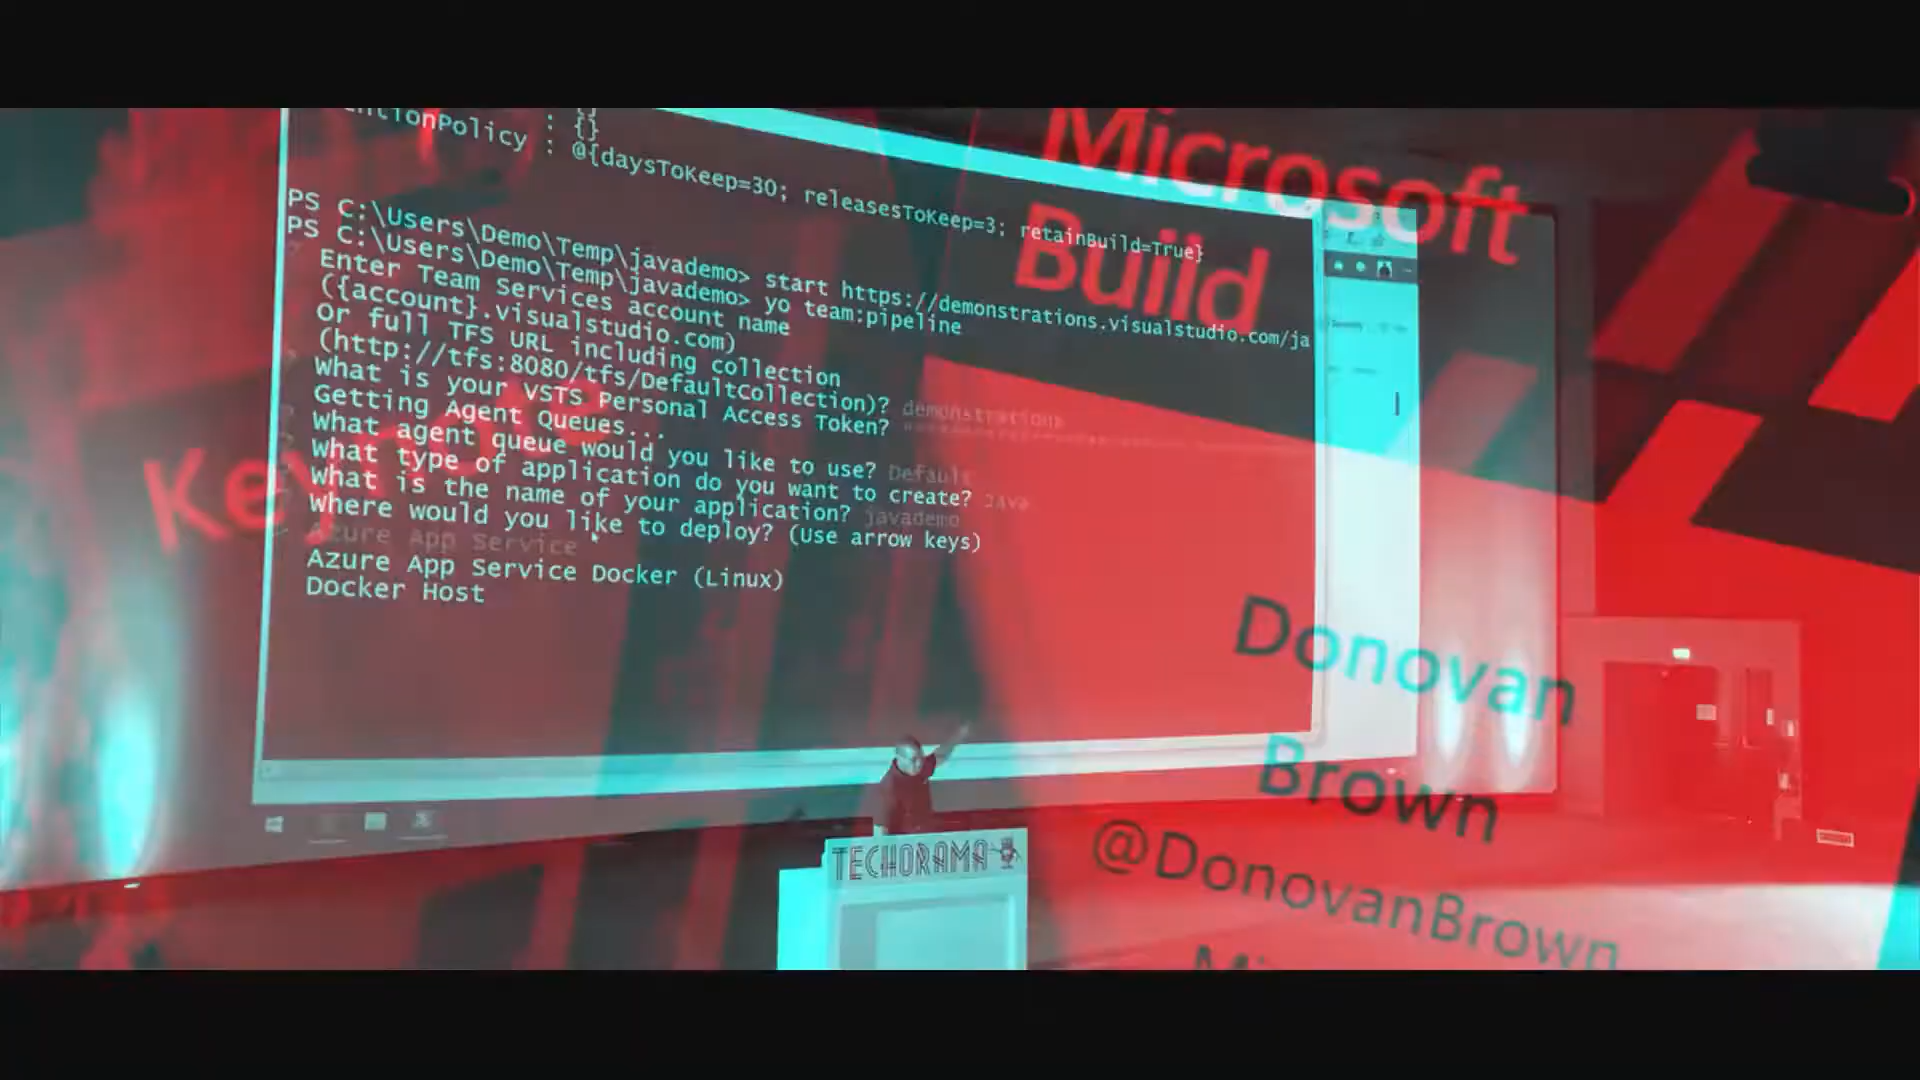 {}
entionPolicy : {}
: @{daysToKeep=30; releasesToKeep=3; retainBuild=True}
PS C:\Users\Demo\Temp\javademo> start https://demonstrations.visualstudio.com/ja
PS C:\Users\Demo\Temp\javademo> yo team:pipeline
Enter Team Services account name
({account}.visualstudio.com)
Or full TFS URL including collection
(http://tfs:8080/tfs/DefaultCollection)? demonstrations
What is your VSTS Personal Access Token?
Getting Agent Queues...
What agent queue would you like to use? Default
What type of application do you want to create? Java
What is the name of your application? javademo
Where would you like to deploy? (Use arrow keys)
Azure App Service
Azure App Service Docker (Linux)
Docker Host
Microsoft
Build
Donovan
Brown
@DonovanBrown
TECHORAMA